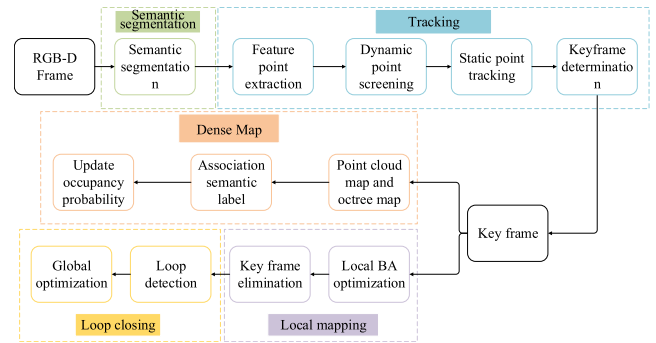 Semantic
segmentation
Tracking
RGB-D
Frame
Semantic
segmentatio
n
Feature
point
extraction
Dynamic
point
screening
Static point
tracking
Keyframe
determinatio
n
Dense Map
Update
occupancy
probability
Association
semantic
label
Point cloud
map and
octree map
Key frame
Global
optimization
Loop
detection
Key frame
elimination
Local BA
optimization
Loop closing
Local mapping